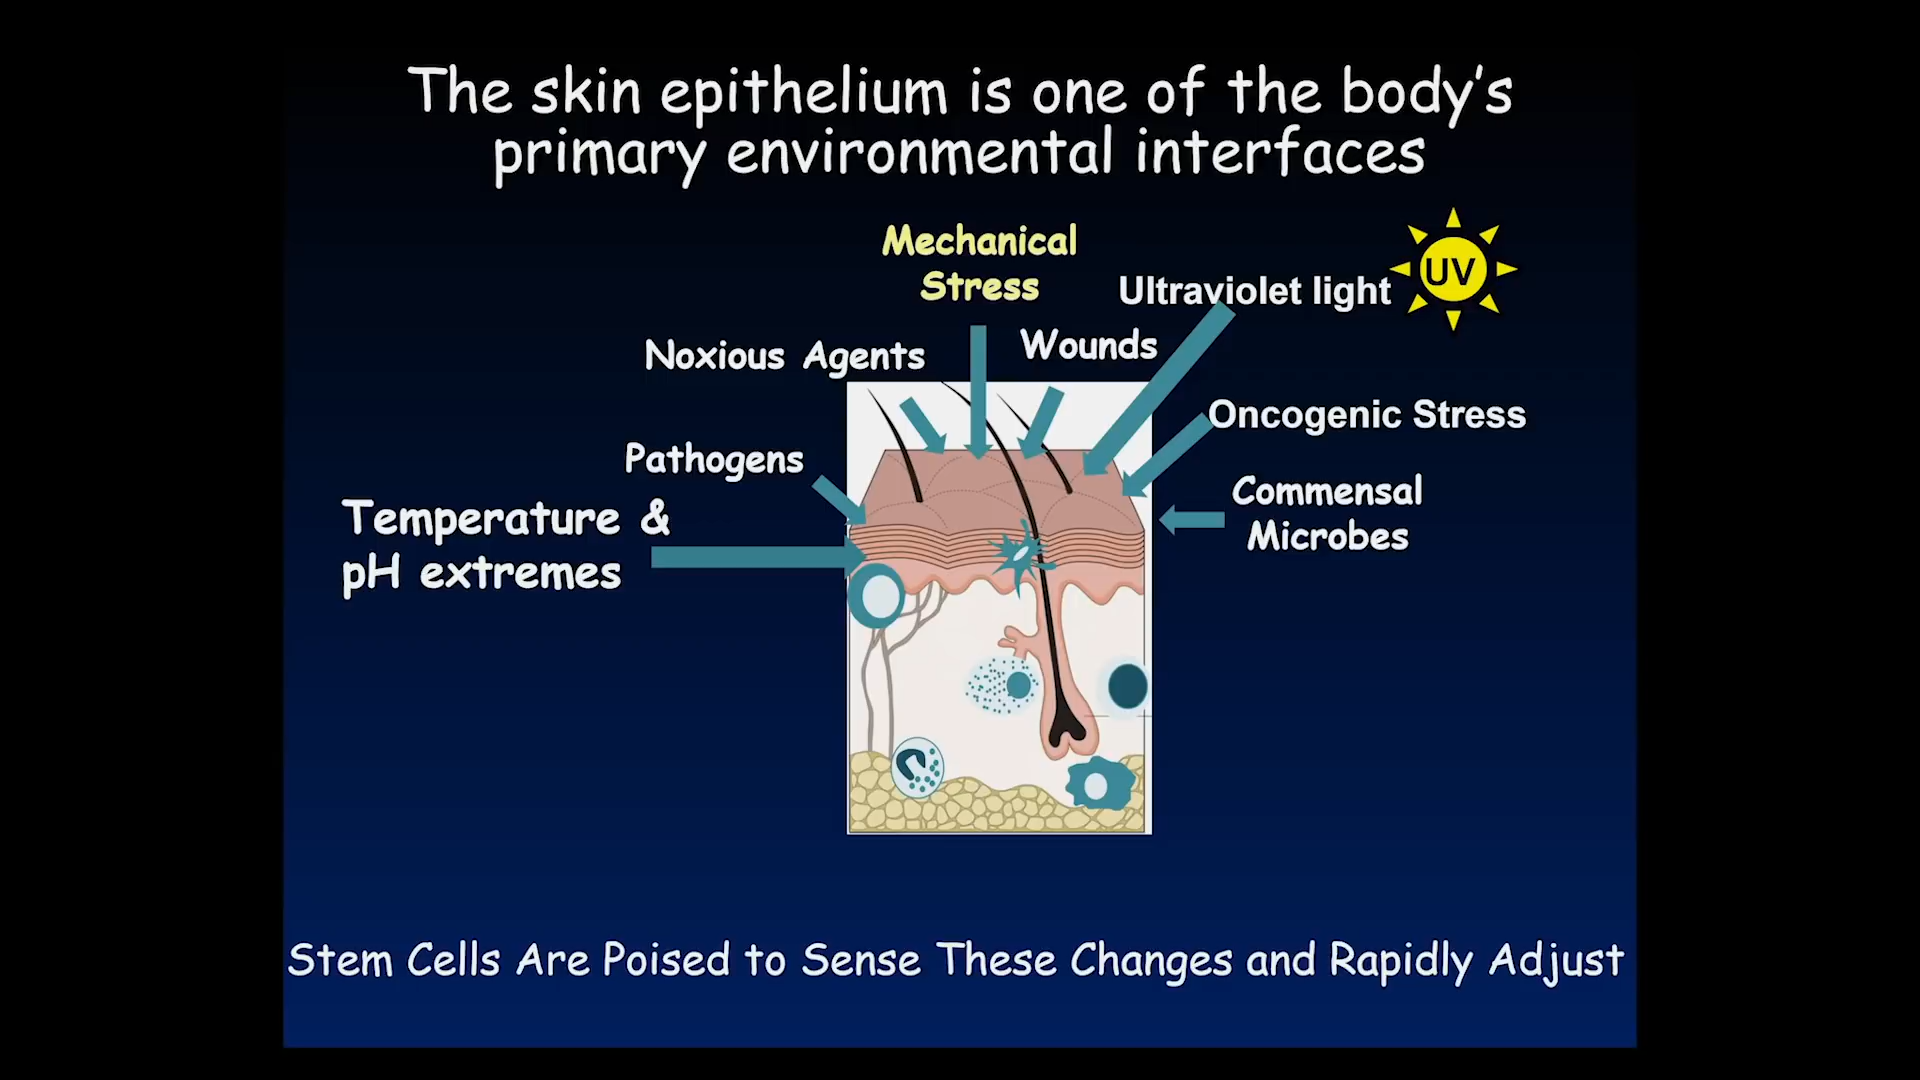 The skin epithelium is one of the body's
primary environmental interfaces
Mechanical
Stress
Ultraviolet light
UV
Noxious Agents
Wounds
Oncogenic Stress
Pathogens
Commensal
Microbes
Temperature &
pH extremes
Stem Cells Are Poised to Sense These Changes and Rapidly Adjust